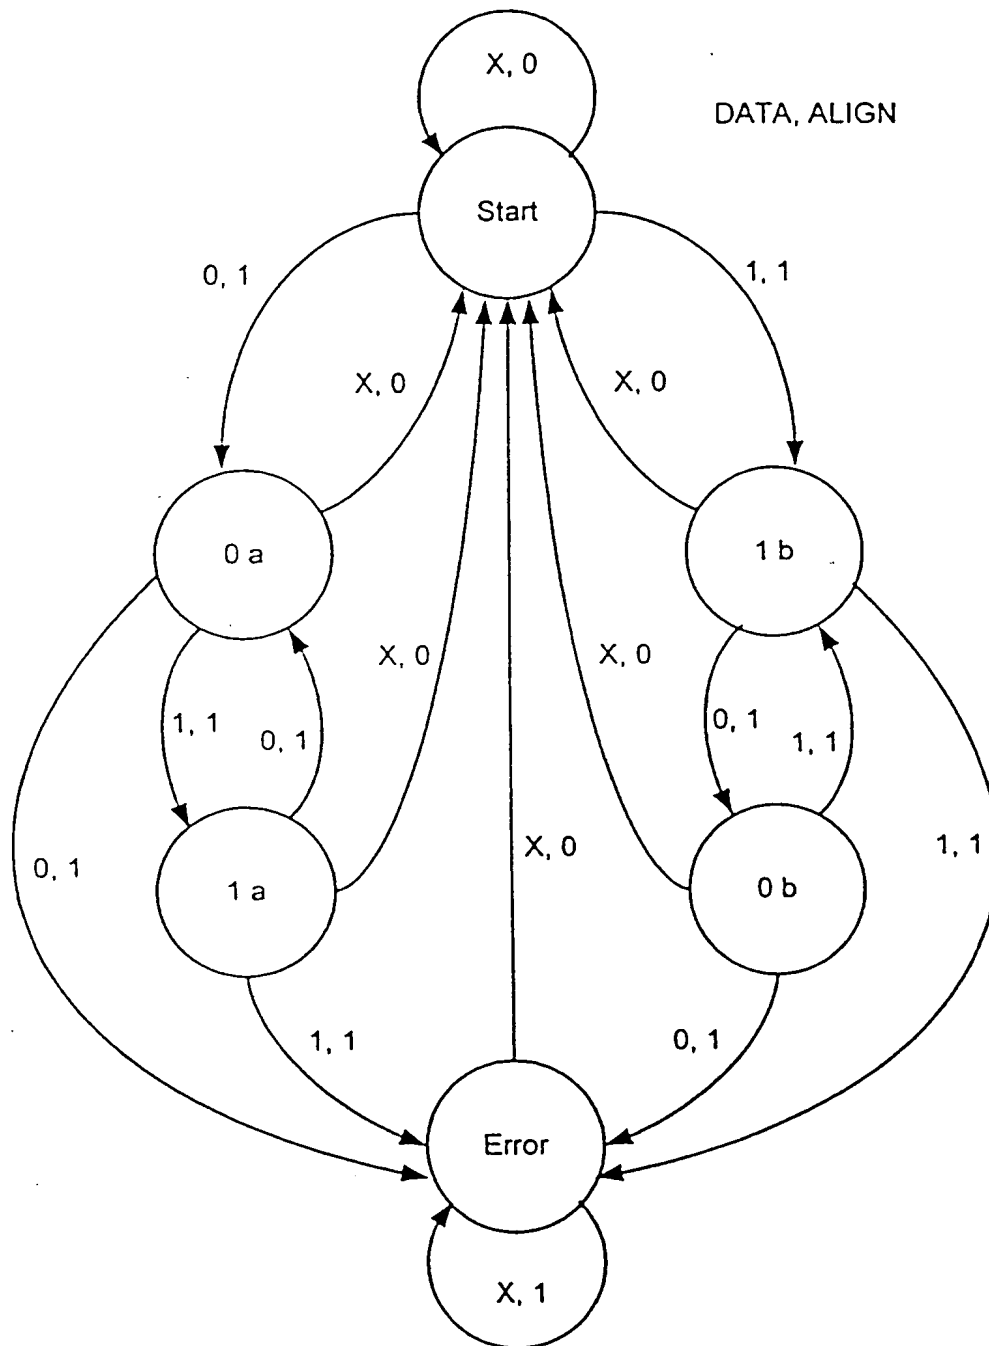 X, 0
DATA, ALIGN
Start
0, 1
1, 1
X, 0
X, 0
0 a
1 b
X, 0
X, 0
1, 1
0, 1
0, 1
1, 1
0, 1
X, 0
1, 1
1 a
0 b
1, 1
0, 1
Error
X, 1